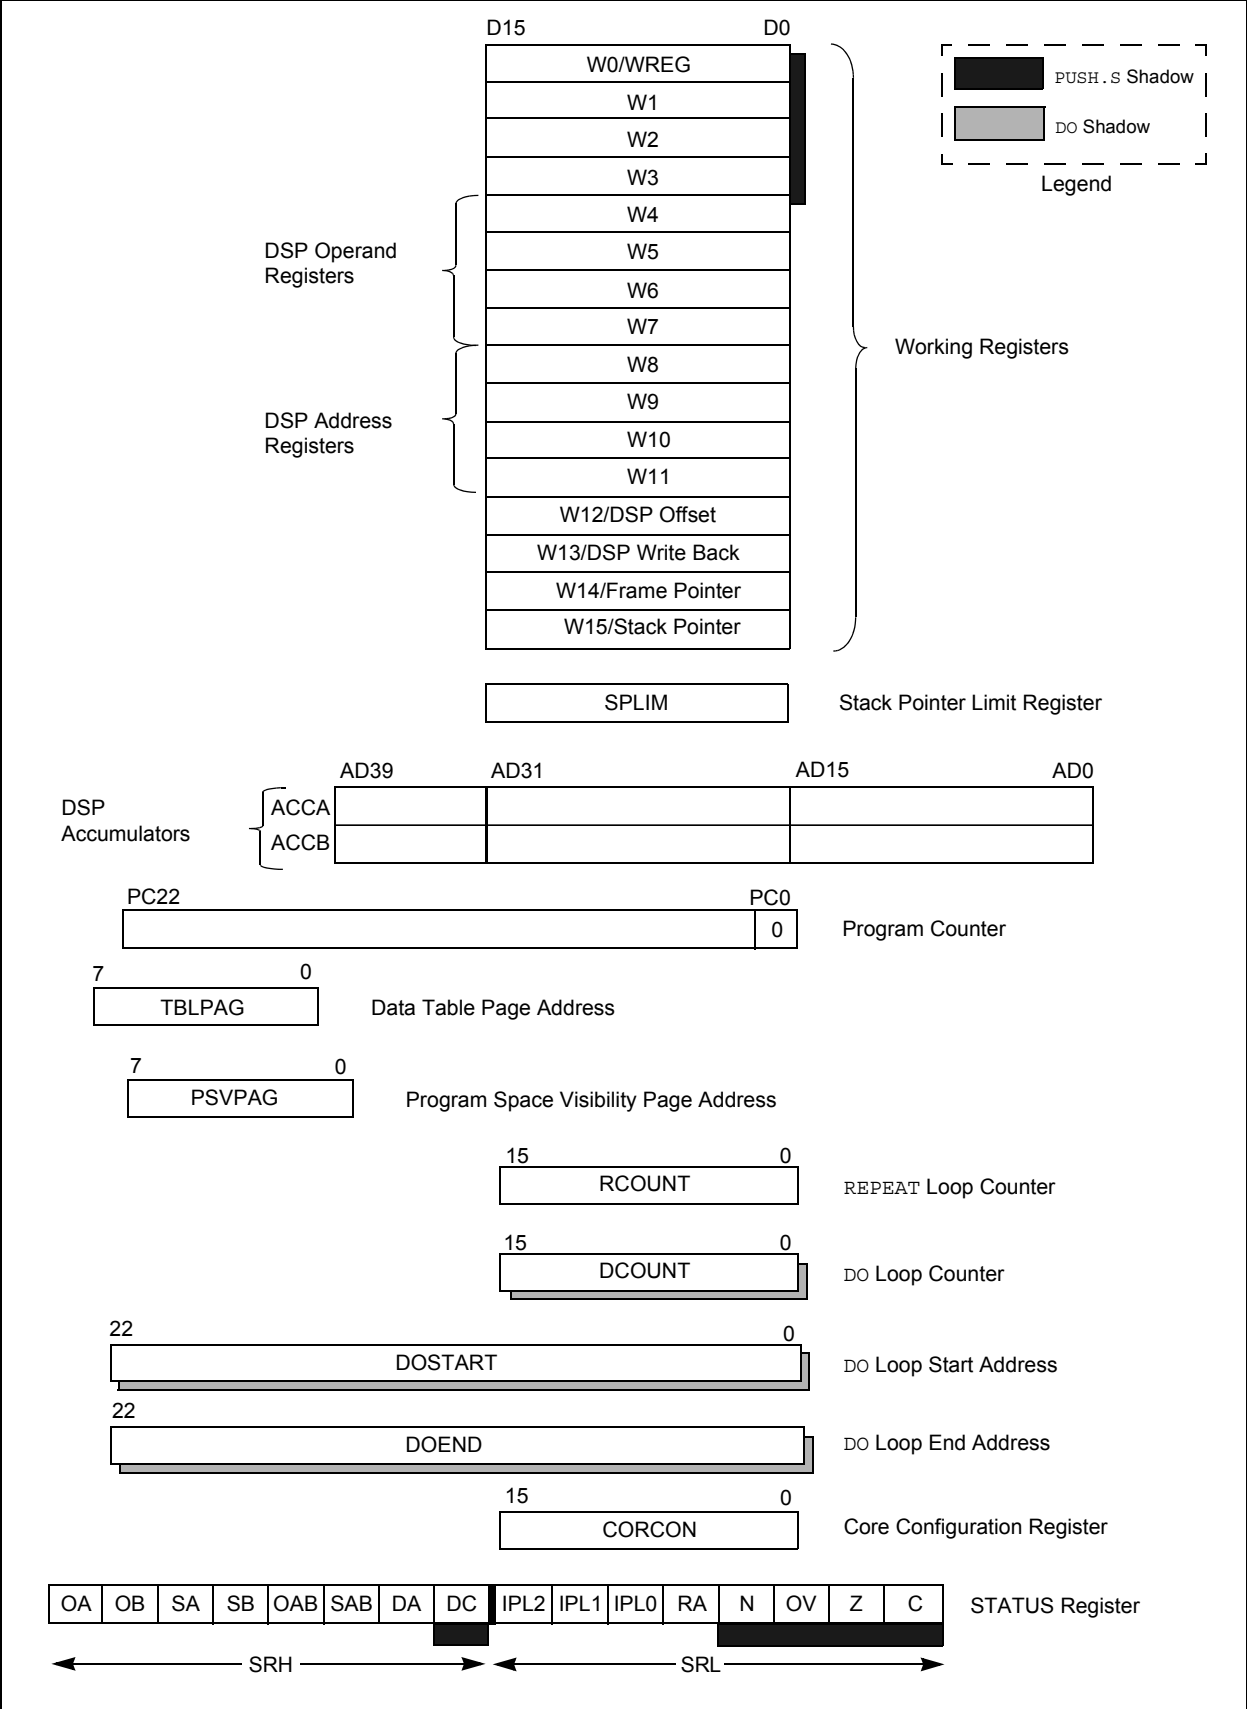 D15 D0
W0/WREG
W1
W2
W3
W4
W5
W6
W7
W8
W9
W10
W11
W12/DSP Offset
W13/DSP Write Back
W14/Frame Pointer
W15/Stack Pointer
PUSH.S Shadow
DO Shadow
Legend
DSP Operand
Registers
DSP Address
Registers
Working Registers
SPLIM Stack Pointer Limit Register
AD39 AD31 AD15 AD0
DSP
Accumulators
ACCA
ACCB
PC22 PC0
0 Program Counter
7 0
TBLPAG Data Table Page Address
7 0
PSVPAG Program Space Visibility Page Address
15 0
RCOUNT REPEAT Loop Counter
15 0
DCOUNT DO Loop Counter
22 0
DOSTART DO Loop Start Address
22
DOEND DO Loop End Address
15 0
CORCON Core Configuration Register
OA OB SA SB OAB SAB DA DC IPL2 IPL1 IPL0 RA N OV Z C STATUS Register
SRH SRL